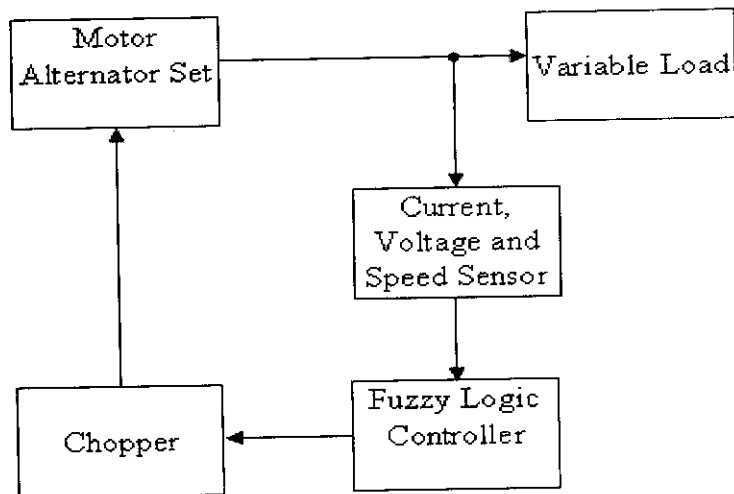 Motor
Alternator Set
Variable Load
Current,
Voltage and
Speed Sensor
Fuzzy Logic
Controller
Chopper